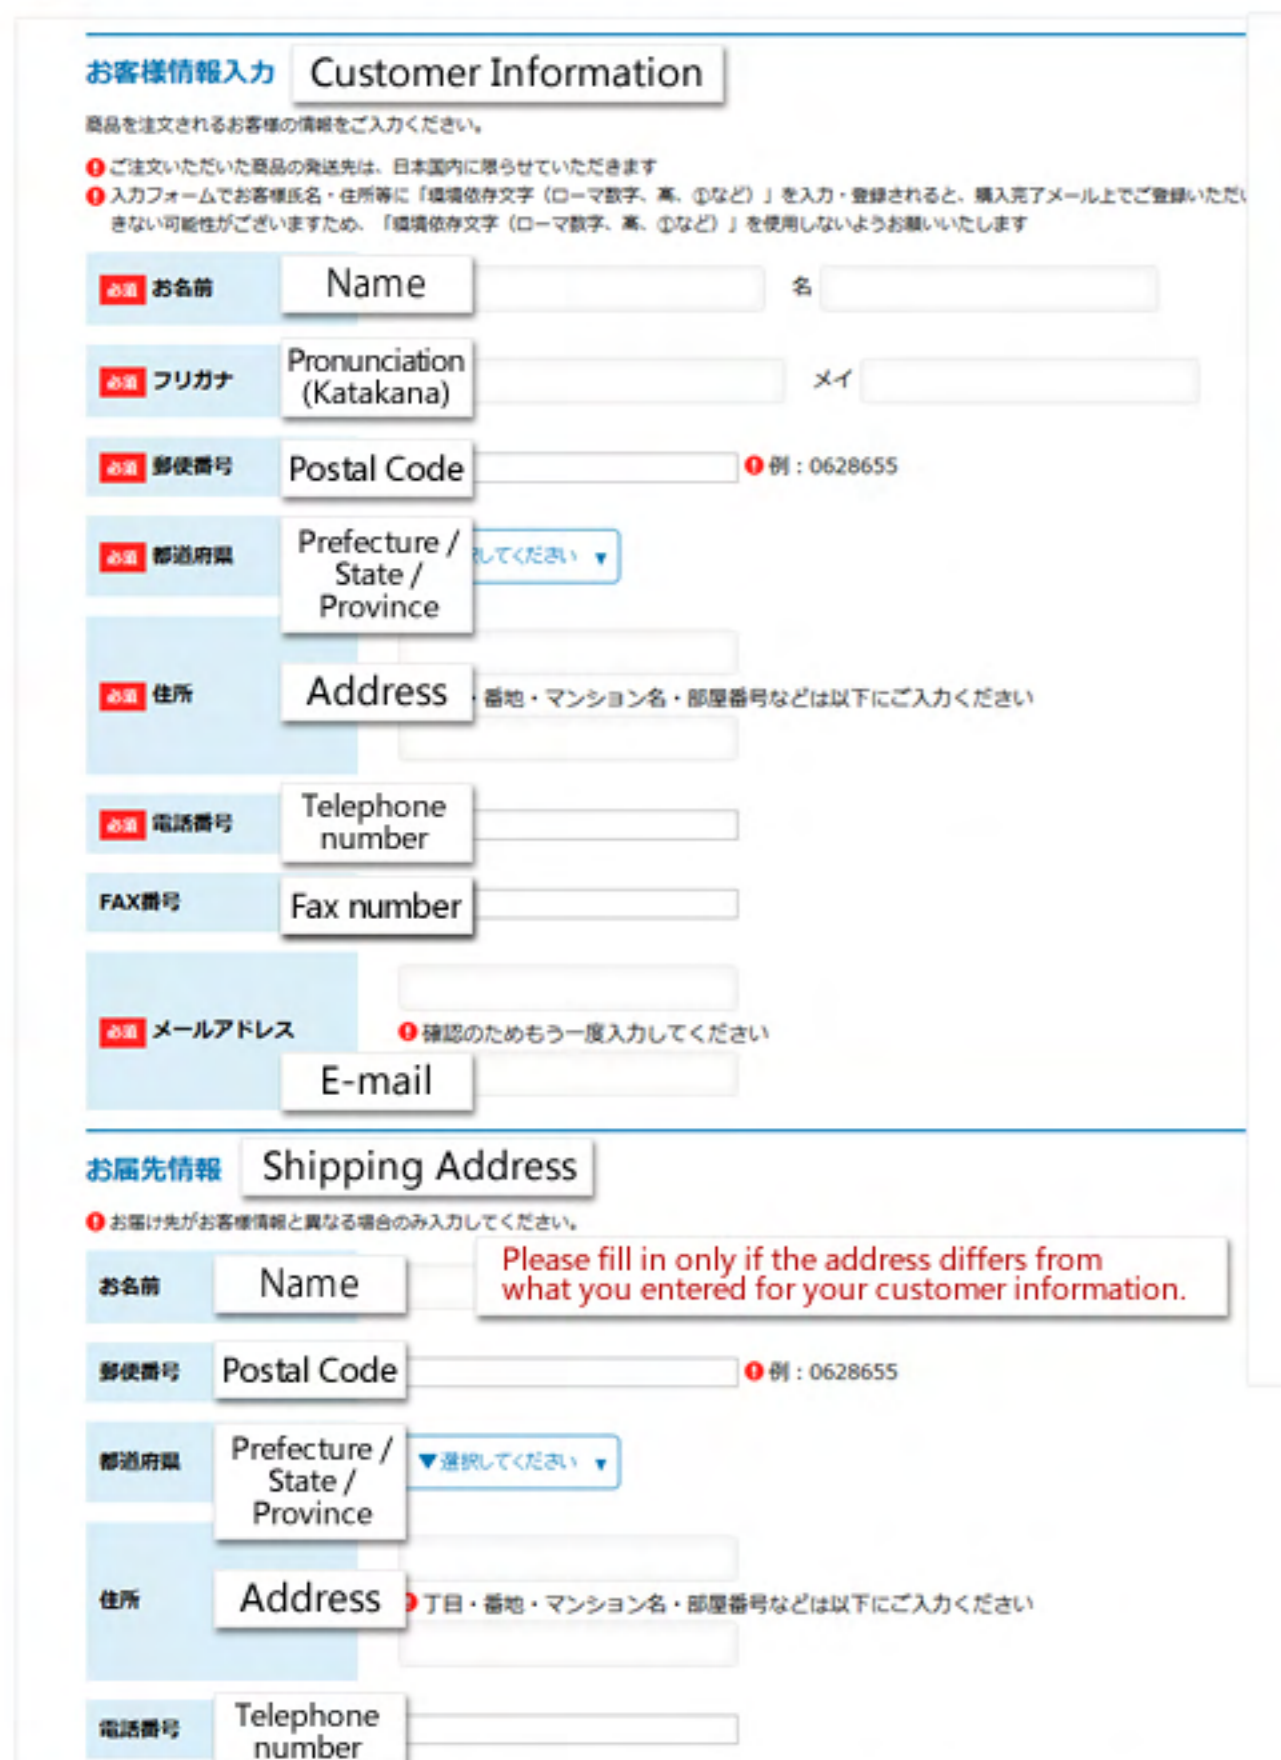 お客様情報入力 Customer Information
商品を注文されるお客様の情報をご入力ください。
ご注文いただいた商品の発送先は、日本国内に限らせていただきます
入力フォームでお客様氏名・住所等に「環境依存文字（ローマ数字、髙、①など）」を入力・登録されると、購入完了メール上でご登録いただい
きない可能性がございますため、「環境依存文字（ローマ数字、髙、①など）」を使用しないようお願いいたします
必須 お名前 Name 名
必須 フリガナ Pronunciation
(Katakana) メイ
必須 郵便番号 Postal Code 例：0628655
必須 都道府県 Prefecture /
State /
Province してください ▼
必須 住所 Address ・番地・マンション名・部屋番号などは以下にご入力ください
必須 電話番号 Telephone
number
FAX番号 Fax number
必須 メールアドレス 確認のためもう一度入力してください
E-mail
お届先情報 Shipping Address
お届け先がお客様情報と異なる場合のみ入力してください。
Please fill in only if the address differs from
what you entered for your customer information.
お名前 Name
郵便番号 Postal Code 例：0628655
都道府県 Prefecture /
State /
Province ▼選択してください ▼
住所 Address 丁目・番地・マンション名・部屋番号などは以下にご入力ください
電話番号 Telephone
number